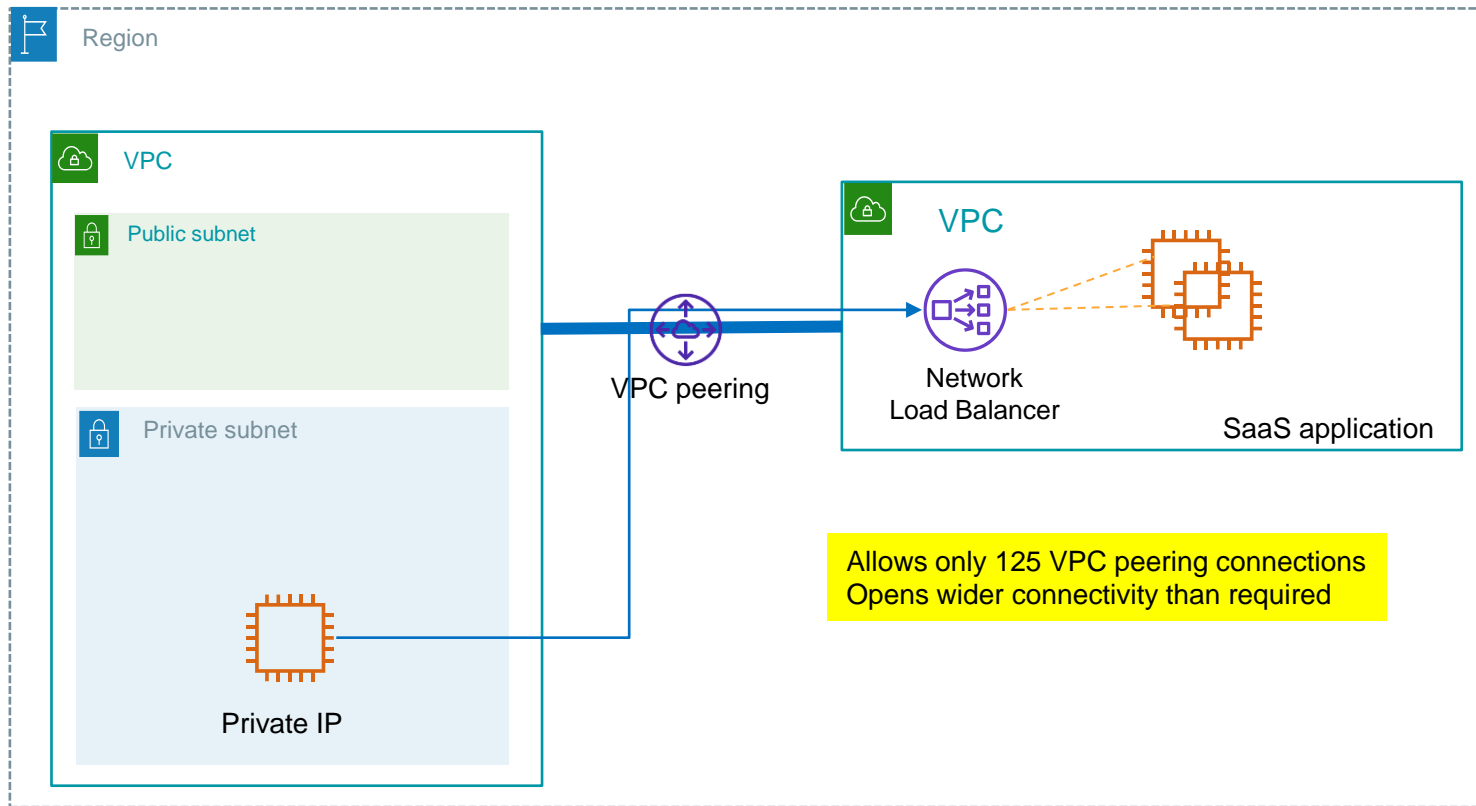 Region
VPC
Public subnet
Private subnet
Private IP
VPC peering
VPC
Network
Load Balancer
SaaS application
Allows only 125 VPC peering connections
Opens wider connectivity than required